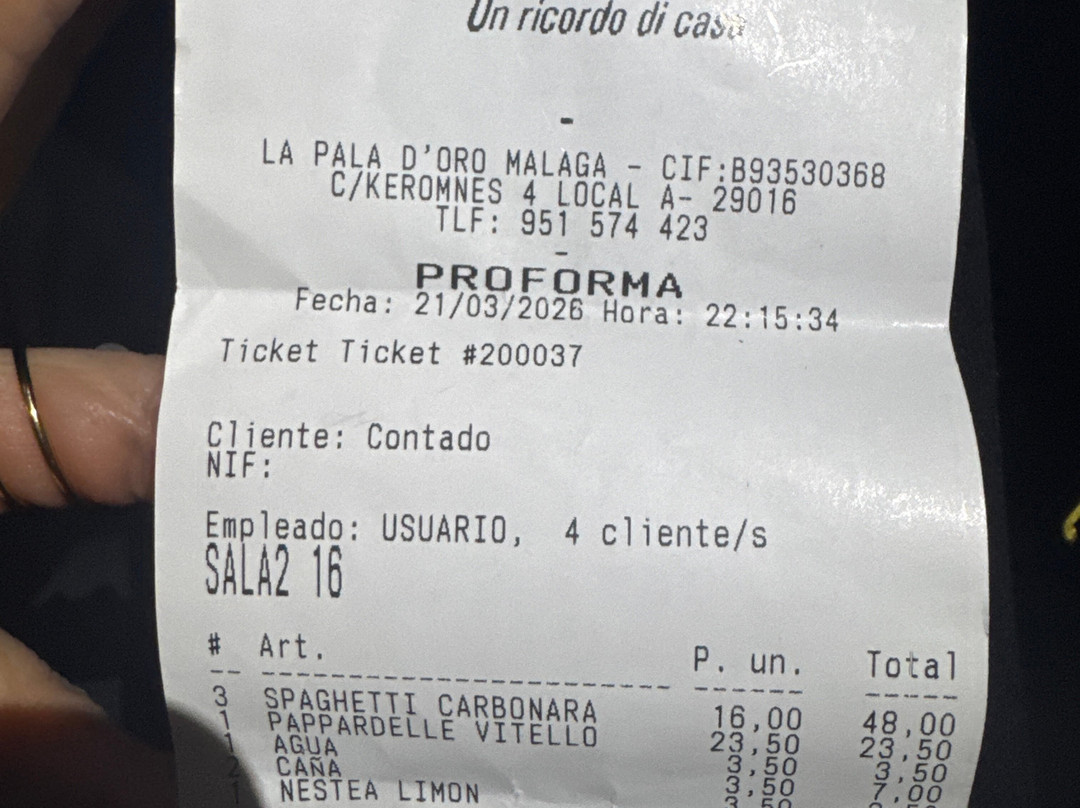 Un ricordo di casa
-
LA PALA D'ORO MALAGA - CIF:B93530368
C/KEROMNES 4 LOCAL A- 29016
TLF: 951 574 423
-
PROFORMA
Fecha: 21/03/2026 Hora: 22:15:34
Ticket Ticket #200037
Cliente: Contado
NIF:
Empleado: USUARIO, 4 cliente/s
SALA2 16
# Art. P. un. Total
3 SPAGHETTI CARBONARA 16,00 48,00
1 PAPPARDELLE VITELLO 23,50 23,50
1 AGUA 3,50 3,50
2 CAÑA 3,50 7,00
1 NESTEA LIMON 3,50